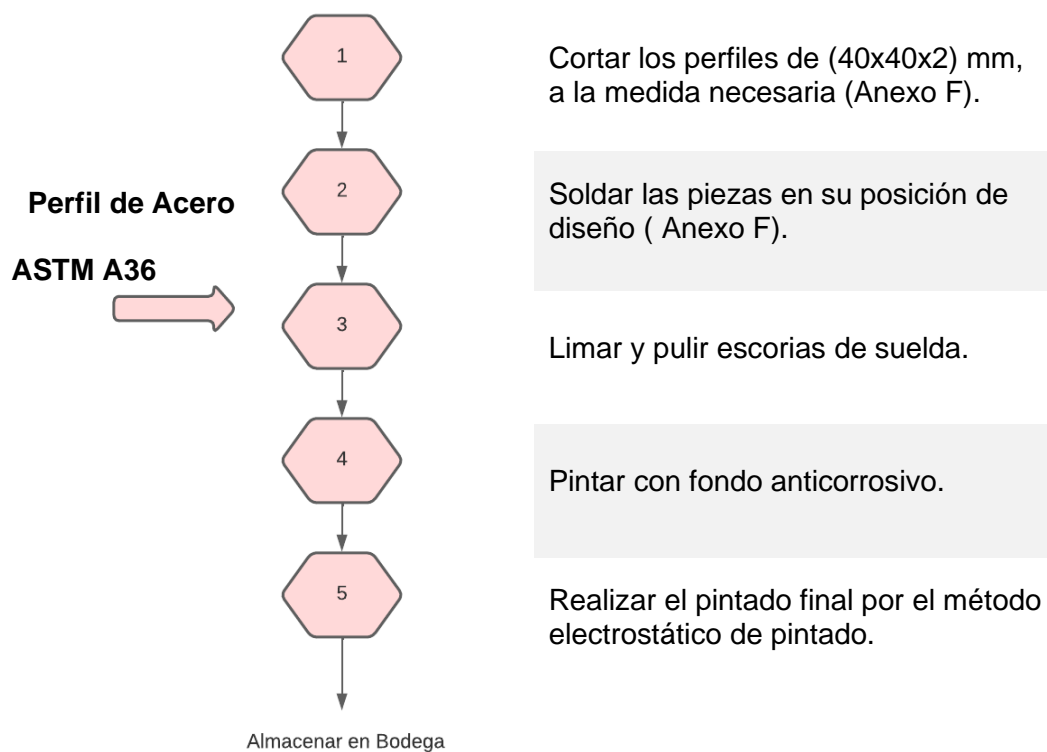 1
Cortar los perfiles de (40x40x2) mm,
a la medida necesaria (Anexo F).
2
Soldar las piezas en su posición de
diseño ( Anexo F).
Perfil de Acero
ASTM A36
3
Limar y pulir escorias de suelda.
4
Pintar con fondo anticorrosivo.
5
Realizar el pintado final por el método
electrostático de pintado.
Almacenar en Bodega